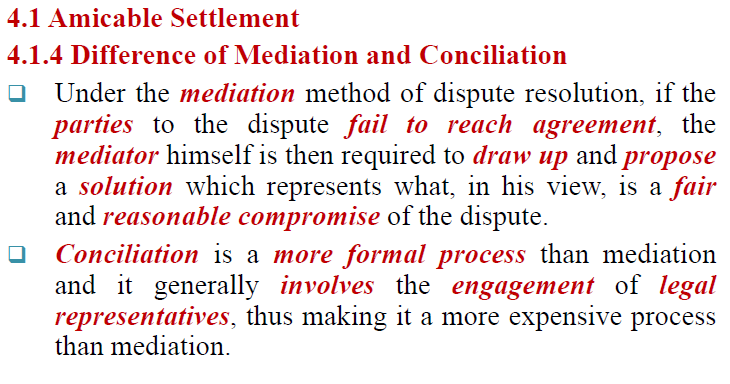 4.1 Amicable Settlement
4.1.4 Difference of Mediation and Conciliation
Under the mediation method of dispute resolution, if the
parties to the dispute fail to reach agreement, the
mediator himself is then required to draw up and propose
a solution which represents what, in his view, is a fair
and reasonable compromise of the dispute.
Conciliation is a more formal process than mediation
and it generally involves the engagement of legal
representatives, thus making it a more expensive process
than mediation.